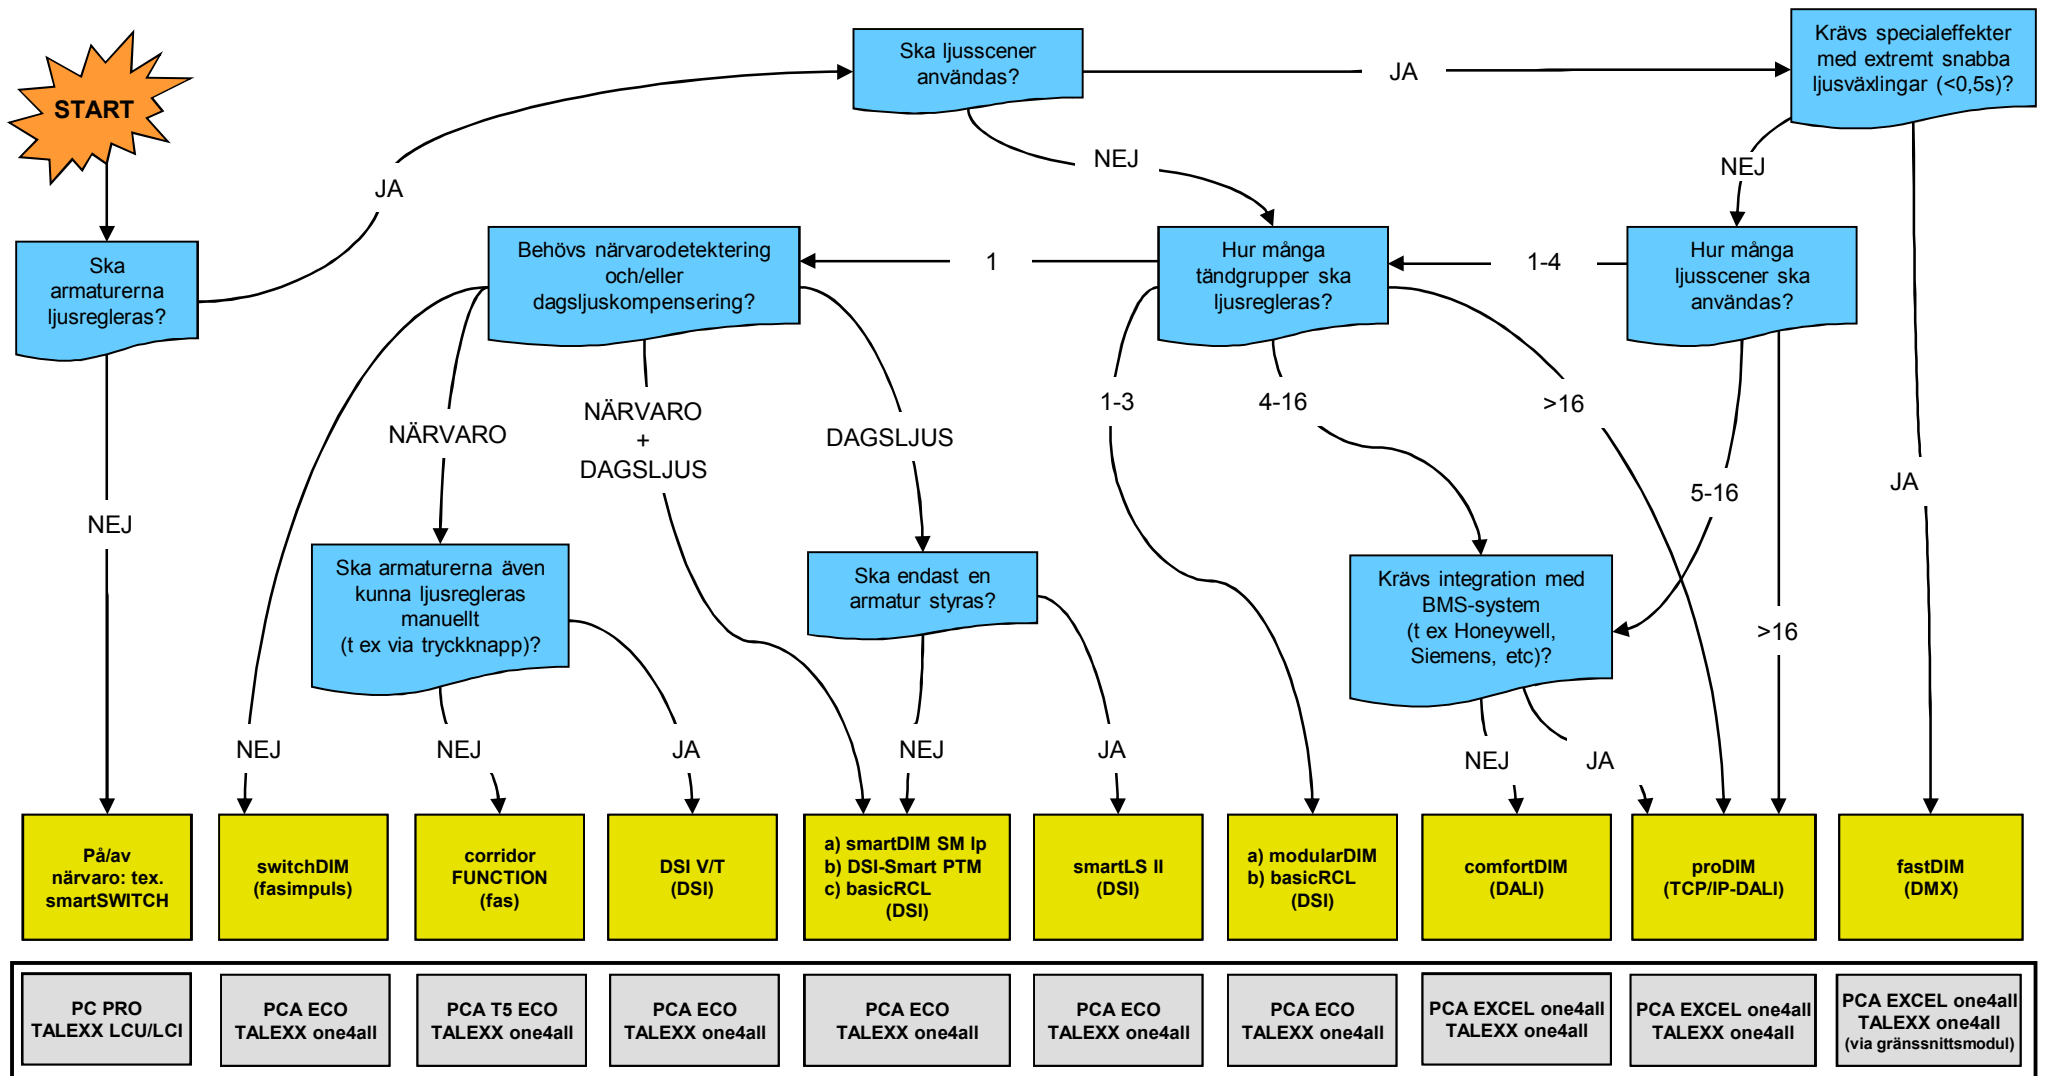 START
Ska ljusscener
användas?
JA
Krävs specialeffekter
med extremt snabba
ljusväxlingar (<0,5s)?
JA
NEJ
NEJ
Ska
armaturerna
ljusregleras?
Behövs närvarodetektering
och/eller
dagsljuskompensering?
1
Hur många
tändgrupper ska
ljusregleras?
1-4
Hur många
ljusscener ska
användas?
NÄRVARO
NÄRVARO
+
DAGSLJUS
DAGSLJUS
1-3
4-16
>16
5-16
JA
NEJ
Ska armaturerna även
kunna ljusregleras
manuellt
(t ex via tryckknapp)?
Ska endast en
armatur styras?
Krävs integration med
BMS-system
(t ex Honeywell,
Siemens, etc)?
>16
NEJ
NEJ
JA
NEJ
JA
NEJ
JA
På/av
närvaro: tex.
smartSWITCH
switchDIM
(fasimpuls)
corridor
FUNCTION
(fas)
DSI V/T
(DSI)
a) smartDIM SM lp
b) DSI-Smart PTM
c) basicRCL
(DSI)
smartLS II
(DSI)
a) modularDIM
b) basicRCL
(DSI)
comfortDIM
(DALI)
proDIM
(TCP/IP-DALI)
fastDIM
(DMX)
PC PRO
TALEXX LCU/LCI
PCA ECO
TALEXX one4all
PCA T5 ECO
TALEXX one4all
PCA ECO
TALEXX one4all
PCA ECO
TALEXX one4all
PCA ECO
TALEXX one4all
PCA ECO
TALEXX one4all
PCA EXCEL one4all
TALEXX one4all
PCA EXCEL one4all
TALEXX one4all
PCA EXCEL one4all
TALEXX one4all
(via gränssnittsmodul)